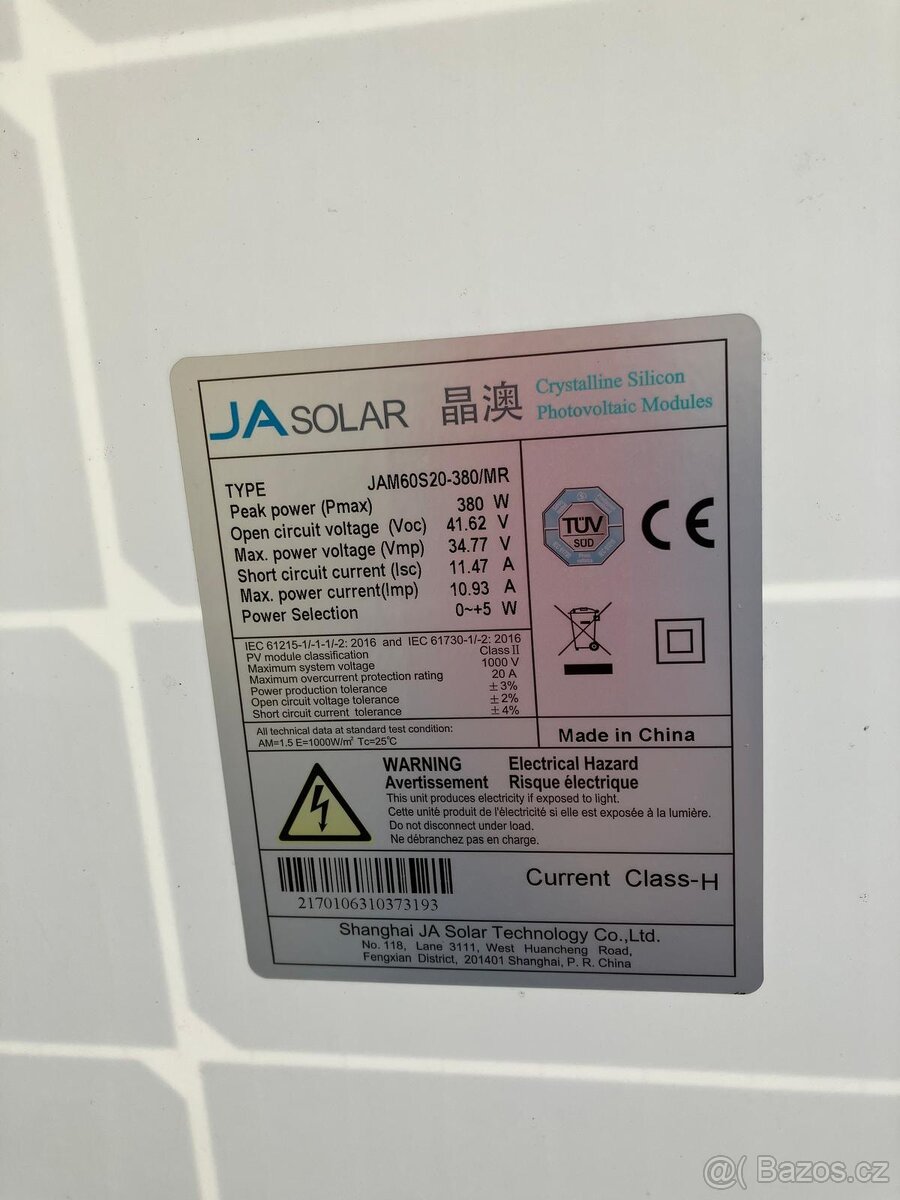 JA SOLAR 晶澳 Crystalline Silicon
Photovoltaic Modules
TYPE JAM60S20-380/MR
Peak power (Pmax) 380 W
Open circuit voltage (Voc) 41.62 V
Max. power voltage (Vmp) 34.77 V
Short circuit current (Isc) 11.47 A
Max. power current(Imp) 10.93 A
Power Selection 0~+5 W
TÜV
SÜD
CE
IEC 61215-1/-1-1/-2: 2016 and IEC 61730-1/-2: 2016
PV module classification Class II
Maximum system voltage 1000 V
Maximum overcurrent protection rating 20 A
Power production tolerance ±3%
Open circuit voltage tolerance ±2%
Short circuit current tolerance ±4%
All technical data at standard test condition:
AM=1.5 E=1000W/m² Tc=25℃
Made in China
WARNING Electrical Hazard
Avertissement Risque électrique
This unit produces electricity if exposed to light.
Cette unité produit de l'électricité si elle est exposée à la lumière.
Do not disconnect under load.
Ne débranchez pas en charge.
2170106310373193
Current Class-H
Shanghai JA Solar Technology Co.,Ltd.
No. 118, Lane 3111, West Huancheng Road,
Fengxian District, 201401 Shanghai, P. R. China
@( Bazos.cz